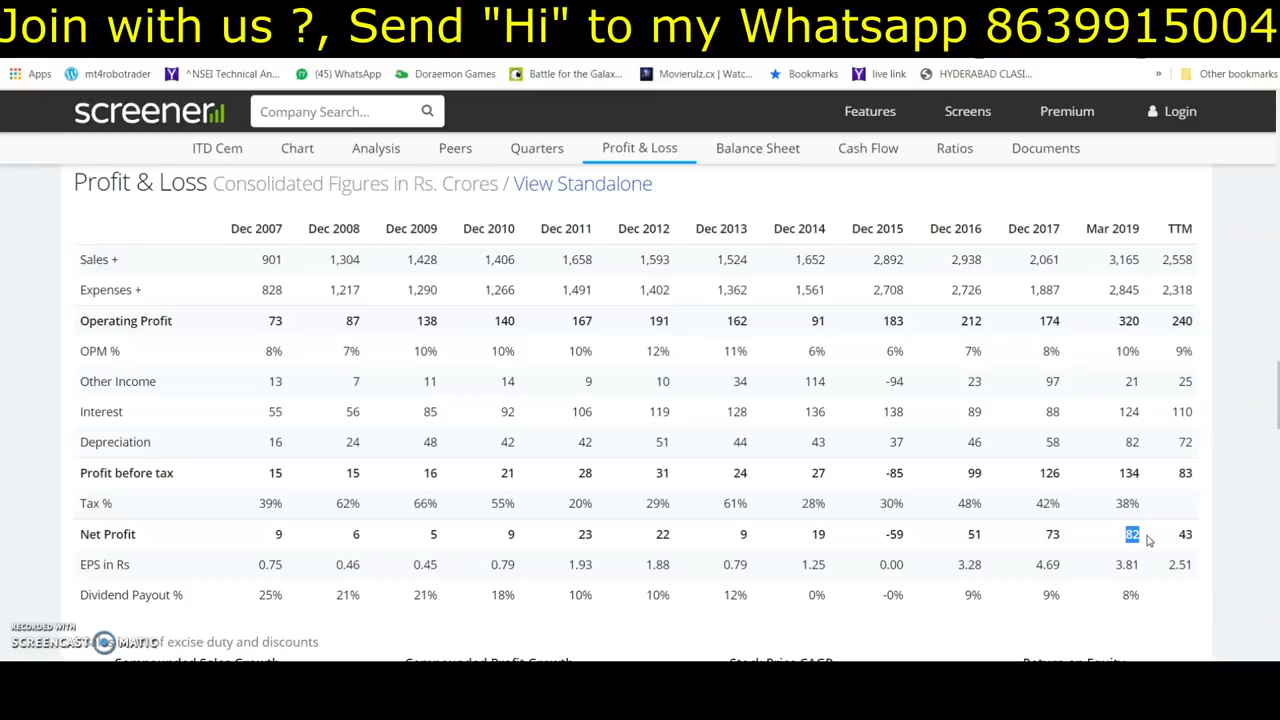 Join with us ?, Send "Hi" to my Whatsapp 8639915004
Apps mt4robotrader ^NSEI Technical An... (45) WhatsApp Doraemon Games Battle for the Galax... Movierulz.cx | Watc... Bookmarks live link HYDERABAD CLASI... » Other bookmarks
screener Company Search... Features Screens Premium Login
ITD Cem Chart Analysis Peers Quarters Profit & Loss Balance Sheet Cash Flow Ratios Documents
Profit & Loss Consolidated Figures in Rs. Crores / View Standalone
Dec 2007 Dec 2008 Dec 2009 Dec 2010 Dec 2011 Dec 2012 Dec 2013 Dec 2014 Dec 2015 Dec 2016 Dec 2017 Mar 2019 TTM
Sales + 901 1,304 1,428 1,406 1,658 1,593 1,524 1,652 2,892 2,938 2,061 3,165 2,558
Expenses + 828 1,217 1,290 1,266 1,491 1,402 1,362 1,561 2,708 2,726 1,887 2,845 2,318
Operating Profit 73 87 138 140 167 191 162 91 183 212 174 320 240
OPM % 8% 7% 10% 10% 10% 12% 11% 6% 6% 7% 8% 10% 9%
Other Income 13 7 11 14 9 10 34 114 -94 23 97 21 25
Interest 55 56 85 92 106 119 128 136 138 89 88 124 110
Depreciation 16 24 48 42 42 51 44 43 37 46 58 82 72
Profit before tax 15 15 16 21 28 31 24 27 -85 99 126 134 83
Tax % 39% 62% 66% 55% 20% 29% 61% 28% 30% 48% 42% 38%
Net Profit 9 6 5 9 23 22 9 19 -59 51 73 82 43
EPS in Rs 0.75 0.46 0.45 0.79 1.93 1.88 0.79 1.25 0.00 3.28 4.69 3.81 2.51
Dividend Payout % 25% 21% 21% 18% 10% 10% 12% 0% -0% 9% 9% 8%
RECORDED WITH
SCREENCAST MATIC of excise duty and discounts
Compounded Sales Growth Compounded Profit Growth Stock Price CAGR Return on Equity